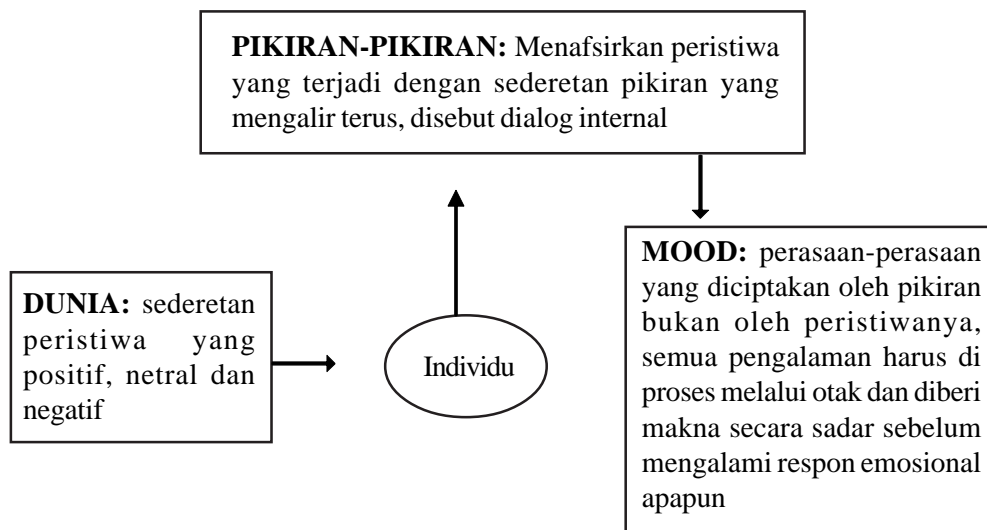 PIKIRAN-PIKIRAN: Menafsirkan peristiwa
yang terjadi dengan sederetan pikiran yang
mengalir terus, disebut dialog internal
DUNIA: sederetan
peristiwa yang
positif, netral dan
negatif
Individu
MOOD: perasaan-perasaan
yang diciptakan oleh pikiran
bukan oleh peristiwanya,
semua pengalaman harus di
proses melalui otak dan diberi
makna secara sadar sebelum
mengalami respon emosional
apapun